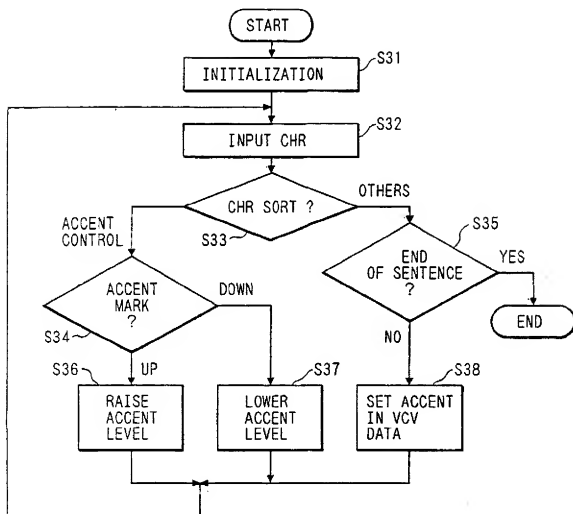 START
S31
INITIALIZATION
S32
INPUT CHR
CHR SORT ?
OTHERS
S33
ACCENT
CONTROL
S35
END
OF SENTENCE
?
YES
ACCENT
MARK
?
DOWN
S34
END
UP
NO
S36
S37
S38
RAISE
ACCENT
LEVEL
LOWER
ACCENT
LEVEL
SET ACCENT
IN VCV
DATA